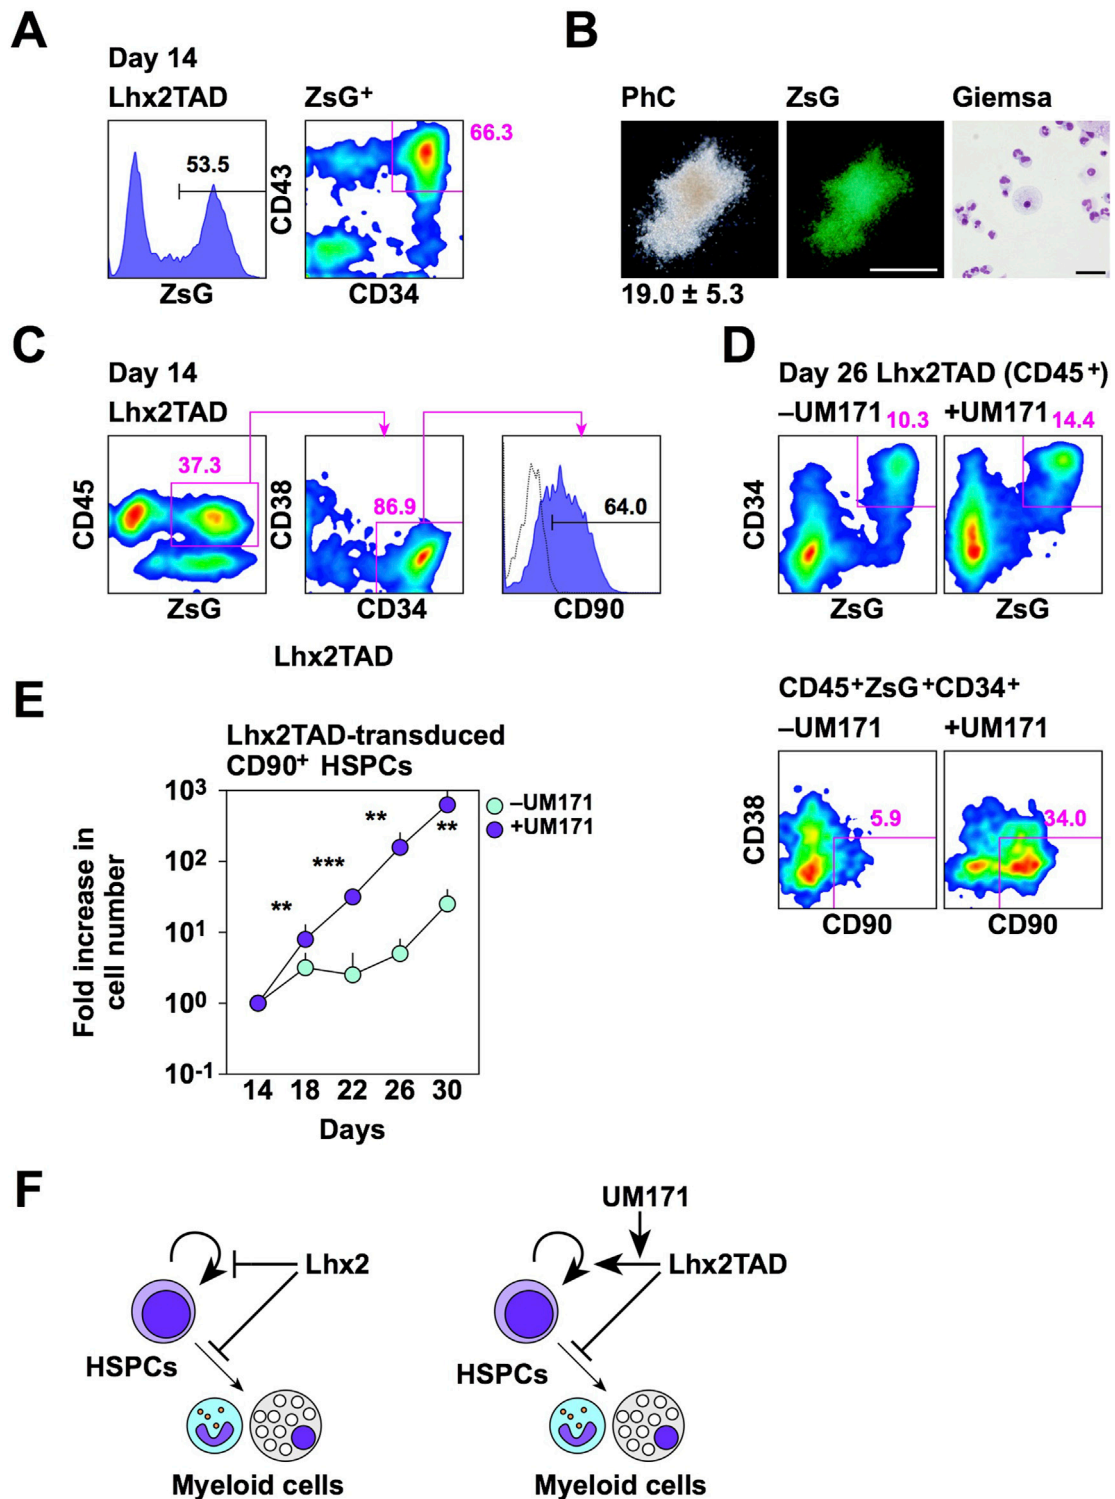 A
Day 14
Lhx2TAD
ZsG+
53.5
66.3
CD43
ZsG
CD34
B
PhC
ZsG
Giemsa
19.0 ± 5.3
C
Day 14
Lhx2TAD
37.3
CD45
ZsG
86.9
CD38
CD34
64.0
CD90
Lhx2TAD
D
Day 26 Lhx2TAD (CD45+)
–UM171
10.3
+UM171
14.4
CD34
ZsG
ZsG
CD45+ZsG+CD34+
–UM171
+UM171
5.9
34.0
CD38
CD90
CD90
E
Lhx2TAD-transduced
CD90+ HSPCs
Fold increase in
cell number
103
102
101
100
10-1
**
***
**
**
–UM171
+UM171
14 18 22 26 30
Days
F
Lhx2
HSPCs
Myeloid cells
UM171
Lhx2TAD
HSPCs
Myeloid cells